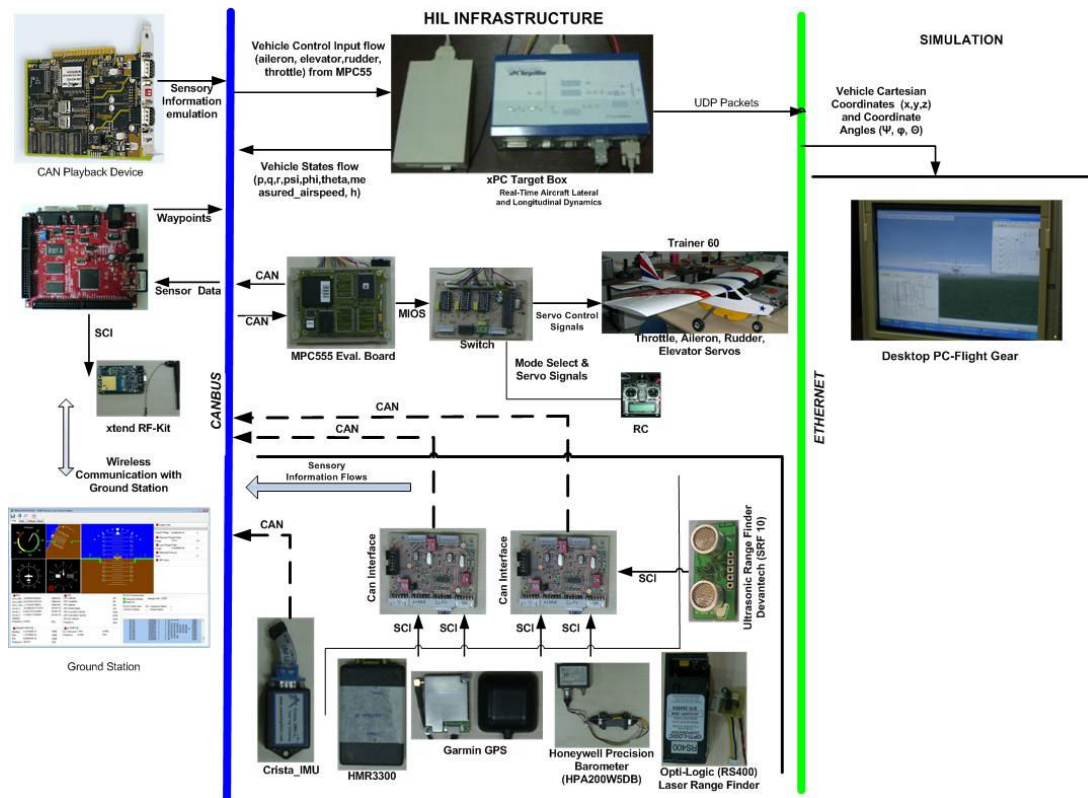 HIL INFRASTRUCTURE
SIMULATION
Vehicle Control Input flow
(aileron, elevator,rudder,
throttle) from MPC55
Sensory
Information
emulation
CAN Playback Device
xPC TargetBox
UDP Packets
Vehicle Cartesian
Coordinates (x,y,z)
and Coordinate
Angles (Ψ, φ, Θ)
Vehicle States flow
(p,q,r,psi,phi,theta,me
asured_airspeed, h)
xPC Target Box
Real-Time Aircraft Lateral
and Longitudinal Dynamics
Waypoints
Sensor Data
SCI
CAN
CAN
MPC555 Eval. Board
MIOS
Switch
Servo Control
Signals
Trainer 60
Throttle, Aileron, Rudder,
Elevator Servos
Mode Select &
Servo Signals
RC
Desktop PC-Flight Gear
CANBUS
ETHERNET
xtend RF-Kit
Wireless
Communication with
Ground Station
CAN
CAN
Sensory
Information Flows
CAN
Can Interface
Can Interface
SCI
Ultrasonic Range Finder
Devantech (SRF 10)
SCI
SCI
SCI
SCI
Ground Station
Crista_IMU
HMR3300
Garmin GPS
Honeywell Precision
Barometer
(HPA200W5DB)
OPTI-LOGIC
RS400
Opti-Logic (RS400)
Laser Range Finder